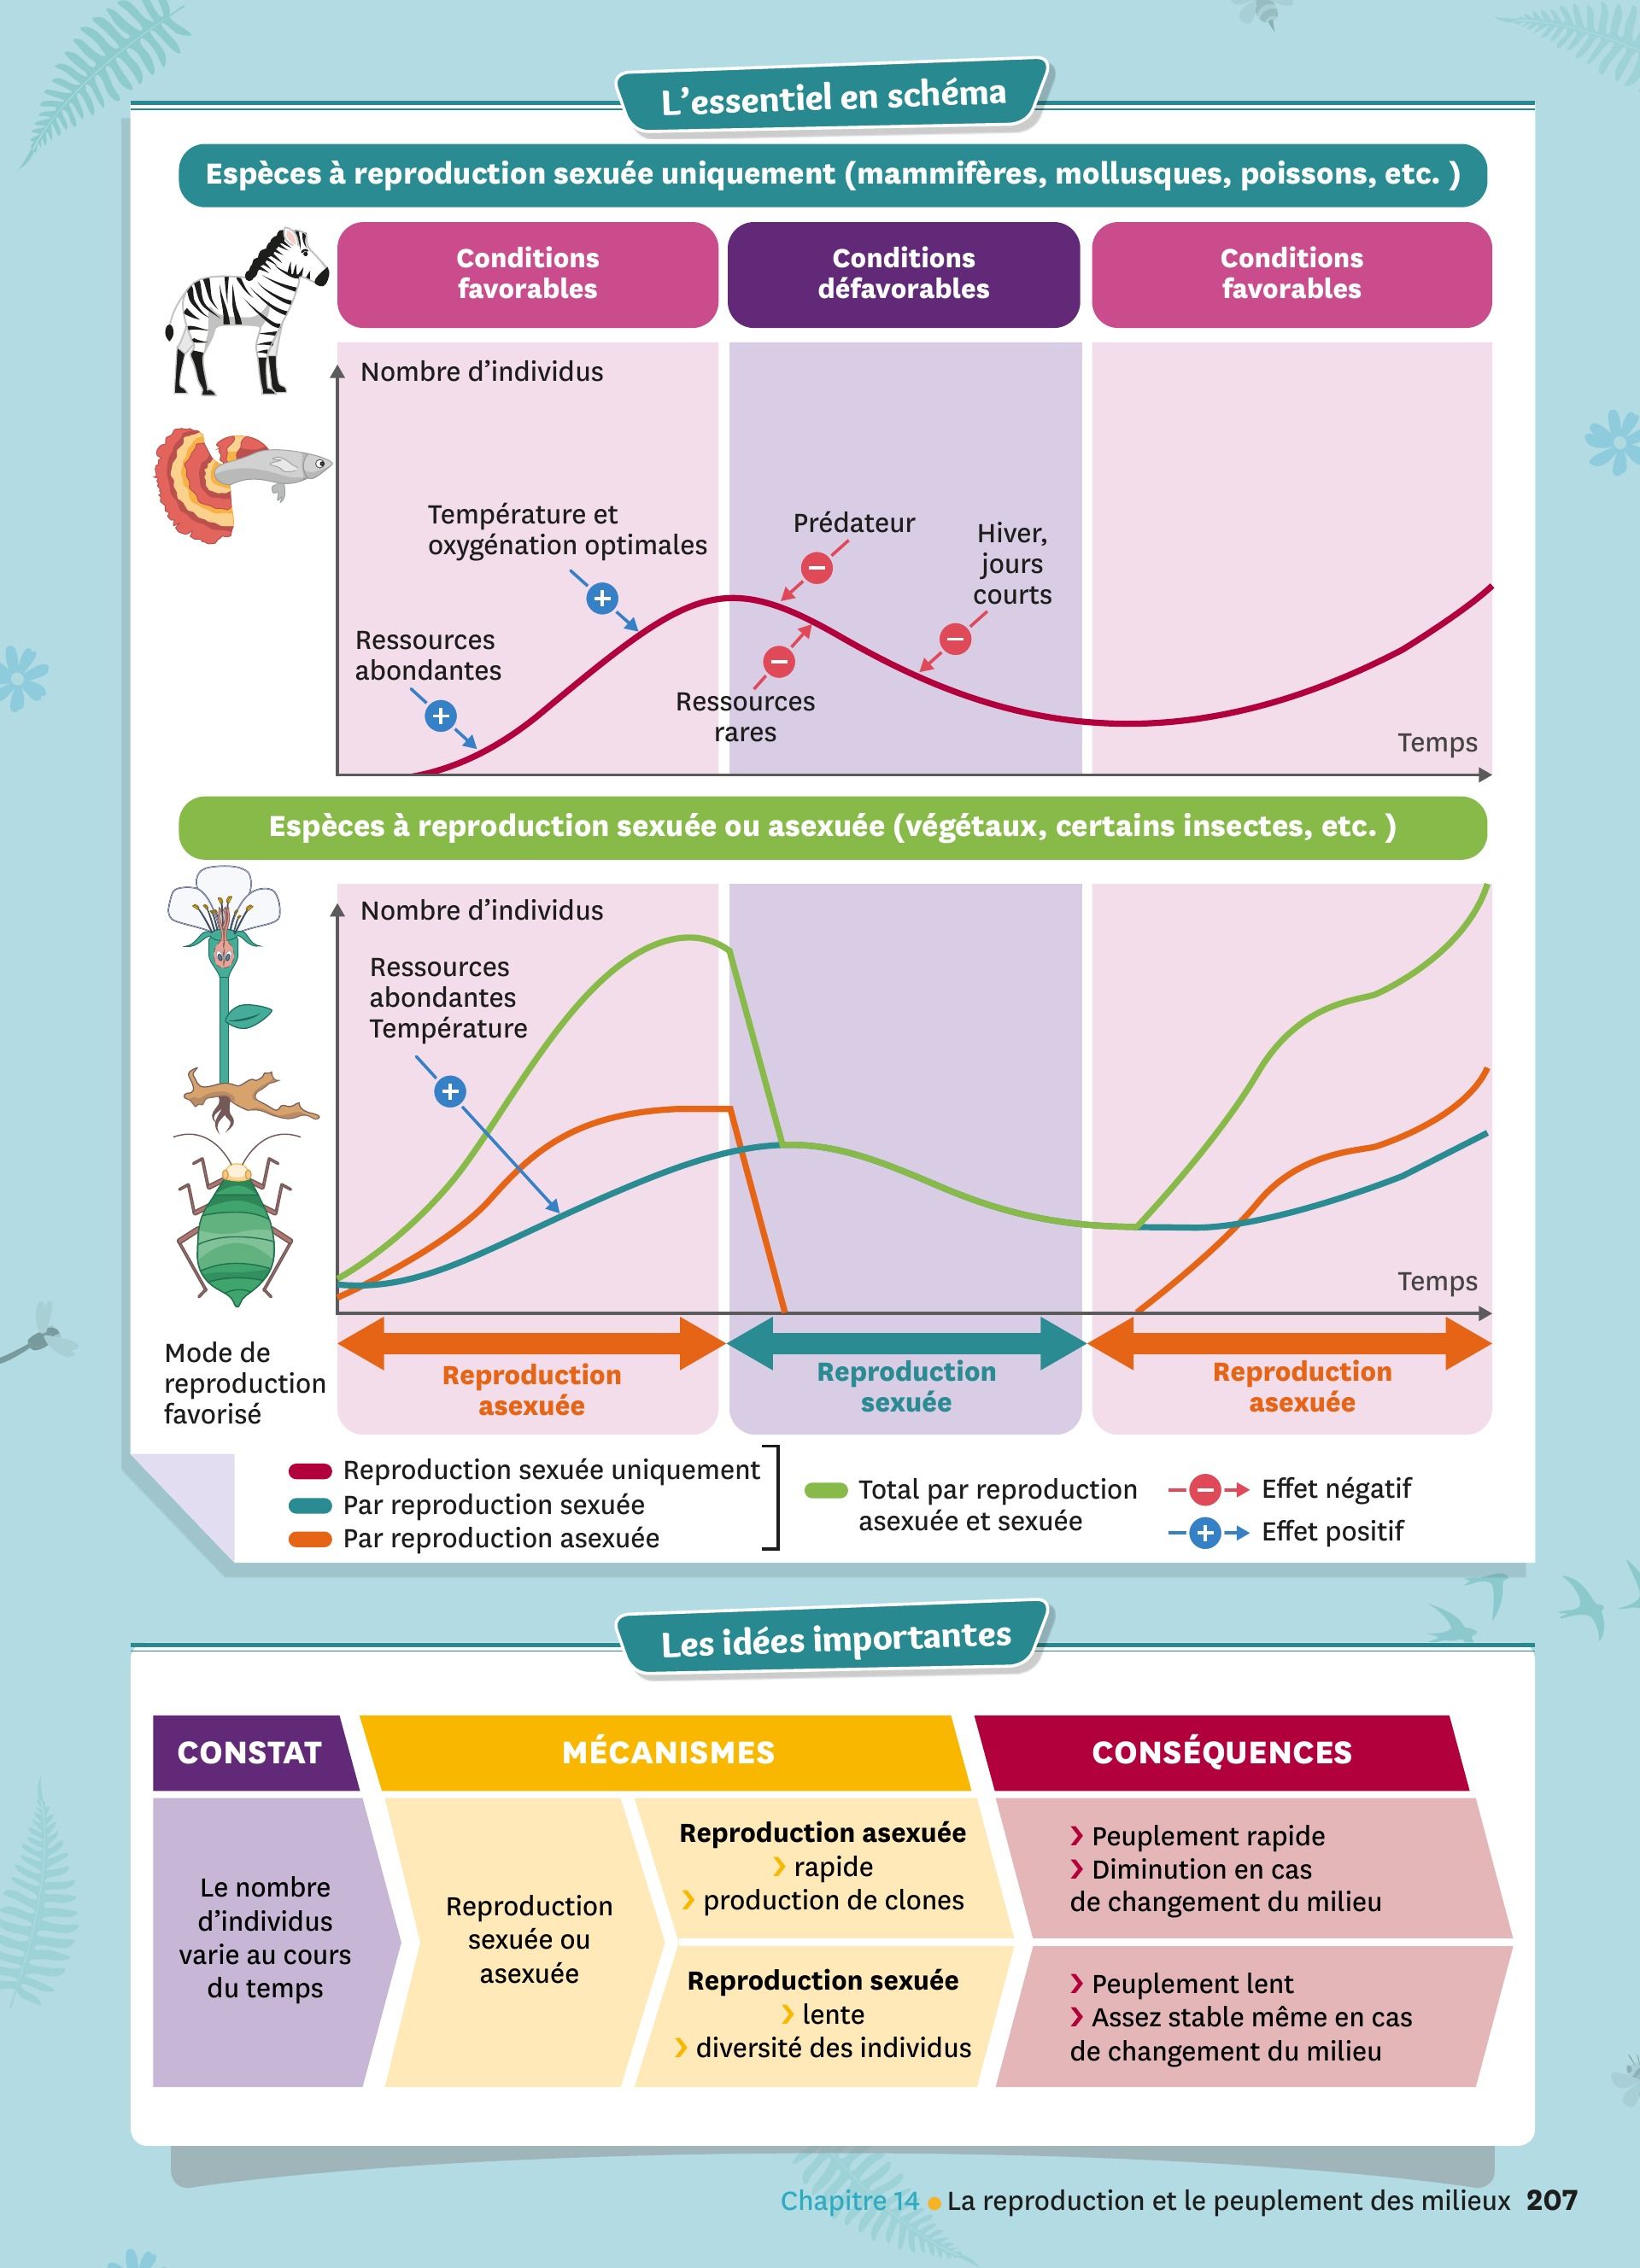 L'essentiel en schéma
Espèces à reproduction sexuée uniquement (mammifères, mollusques, poissons, etc. )
Conditions
favorables
Conditions
défavorables
Conditions
favorables
Nombre d'individus
Température et
oxygénation optimales
Ressources
abondantes
Prédateur
Hiver,
jours
courts
Ressources
rares
Temps
Espèces à reproduction sexuée ou asexuée (végétaux, certains insectes, etc. )
Nombre d'individus
Ressources
abondantes
Température
Temps
Mode de
reproduction
favorisé
Reproduction
asexuée
Reproduction
sexuée
Reproduction
asexuée
Reproduction sexuée uniquement
Par reproduction sexuée
Par reproduction asexuée
Total par reproduction
asexuée et sexuée
Effet négatif
Effet positif
Les idées importantes
CONSTAT
MÉCANISMES
CONSÉQUENCES
Le nombre
d'individus
varie au cours
du temps
Reproduction
sexuée ou
asexuée
Reproduction asexuée
› rapide
› production de clones
Reproduction sexuée
› lente
› diversité des individus
› Peuplement rapide
› Diminution en cas
de changement du milieu
› Peuplement lent
› Assez stable même en cas
de changement du milieu
Chapitre 14 • La reproduction et le peuplement des milieux 207